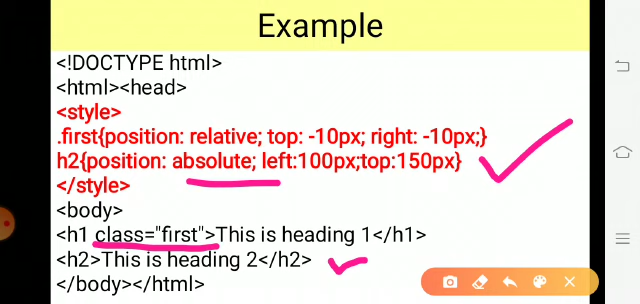 Example
<!DOCTYPE html>
<html><head>
<style>
.first{position: relative; top: -10px; right: -10px;}
h2{position: absolute; left:100px;top:150px}
</style>
<body>
<h1 class="first">This is heading 1</h1>
<h2>This is heading 2</h2>
</body></html>